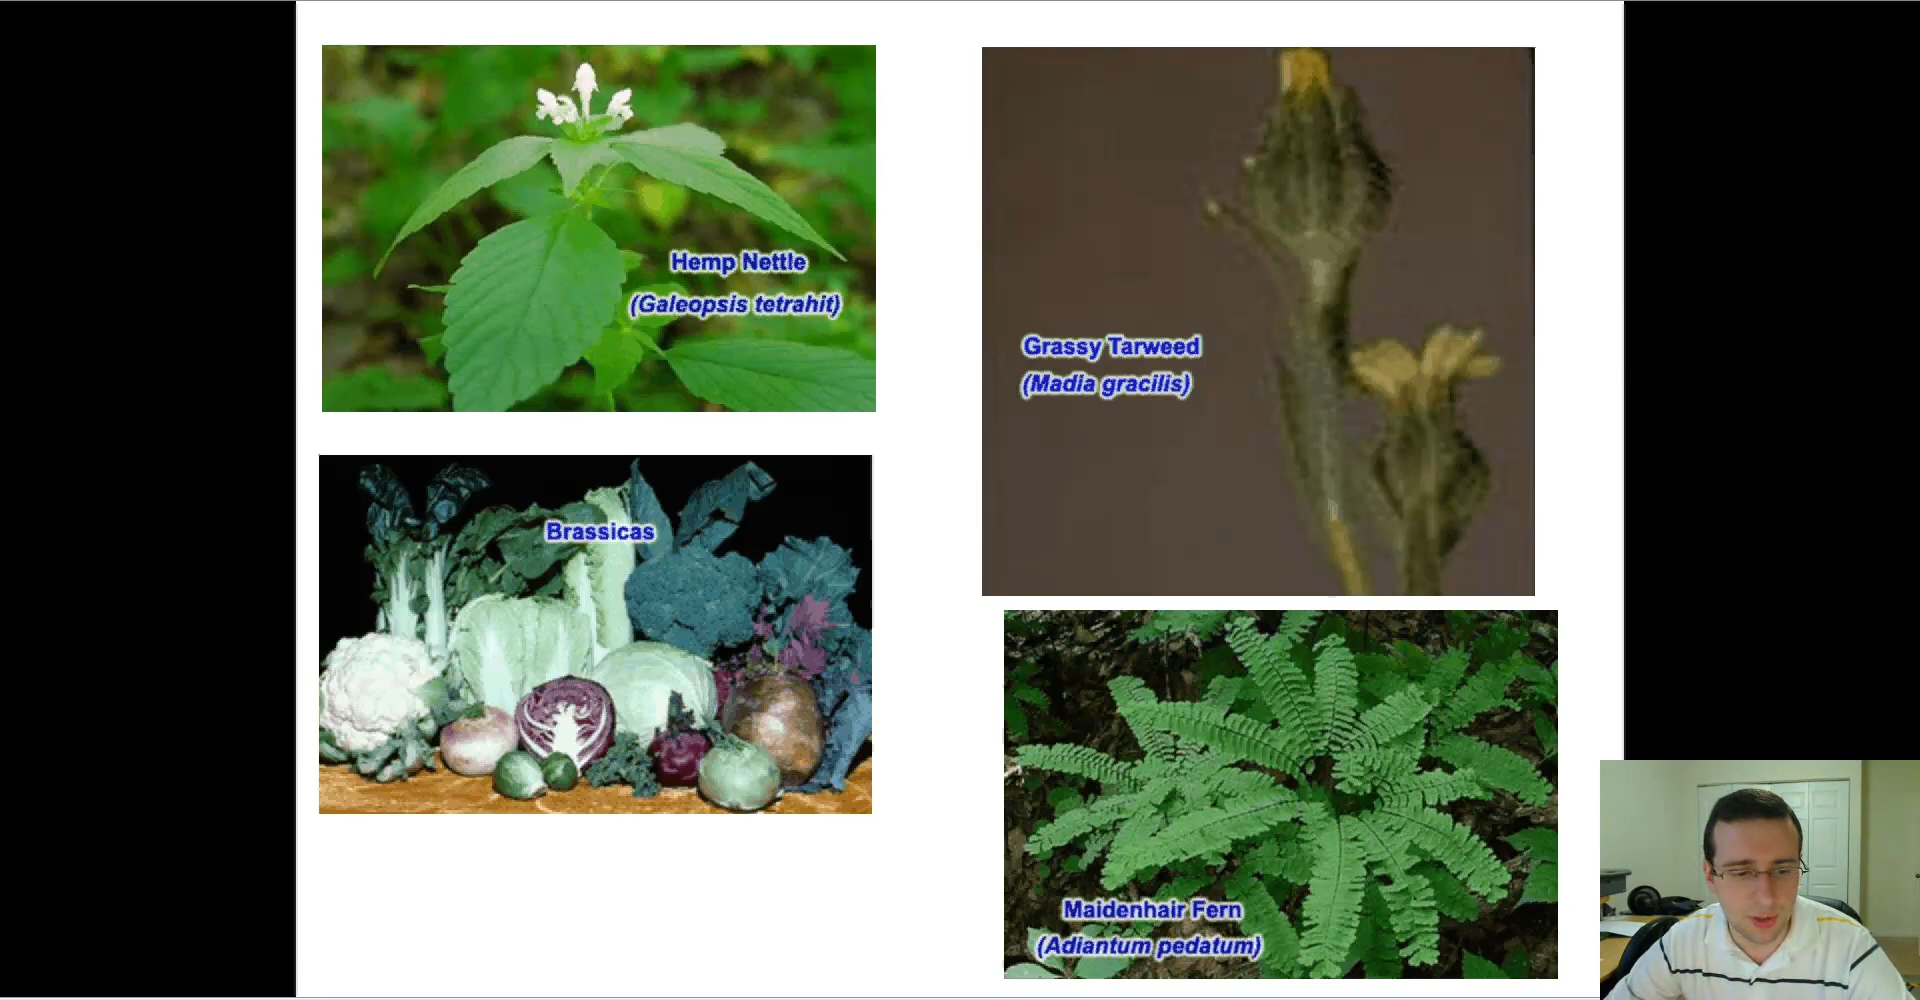 Hemp Nettle
(Galeopsis tetrahit)
Grassy Tarweed
(Madia gracilis)
Brassicas
Maidenhair Fern
(Adiantum pedatum)